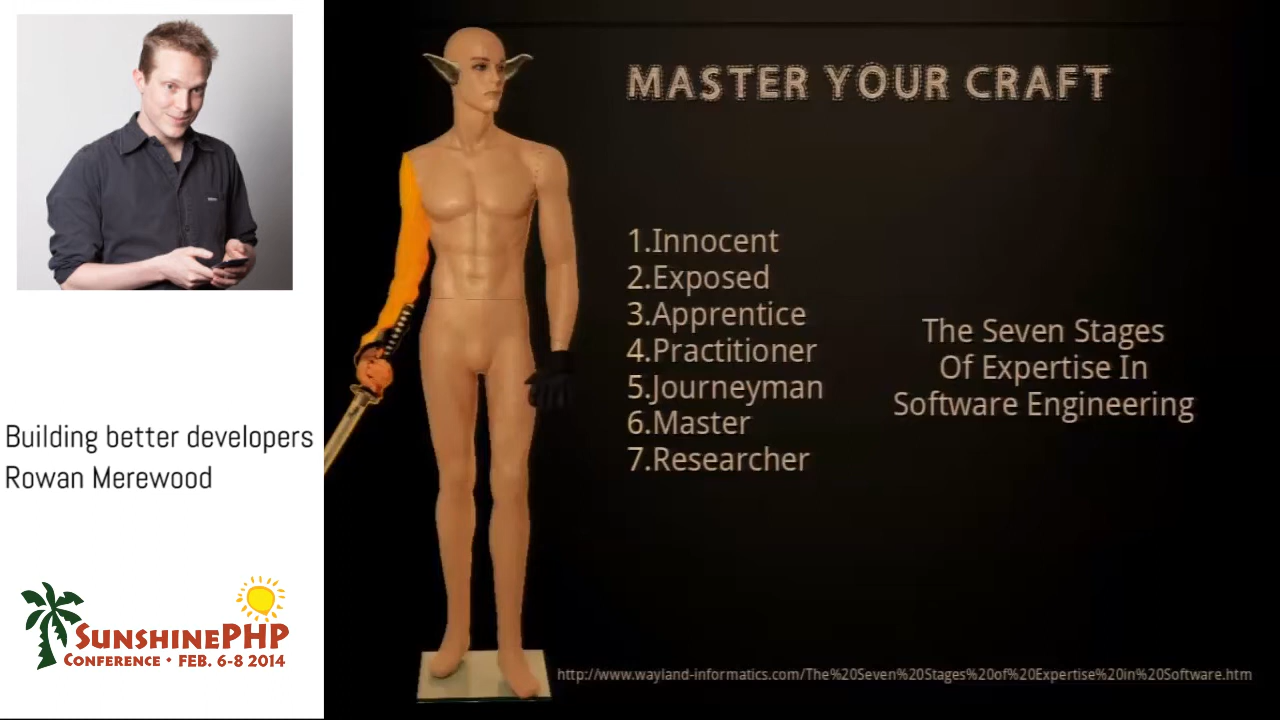 Building better developers
Rowan Merewood
SUNSHINEPHP
CONFERENCE • FEB. 6-8 2014
MASTER YOUR CRAFT
1.Innocent
2.Exposed
3.Apprentice
4.Practitioner
5.Journeyman
6.Master
7.Researcher
The Seven Stages
Of Expertise In
Software Engineering
http://www.wayland-informatics.com/The%20Seven%20Stages%20of%20Expertise%20in%20Software.htm